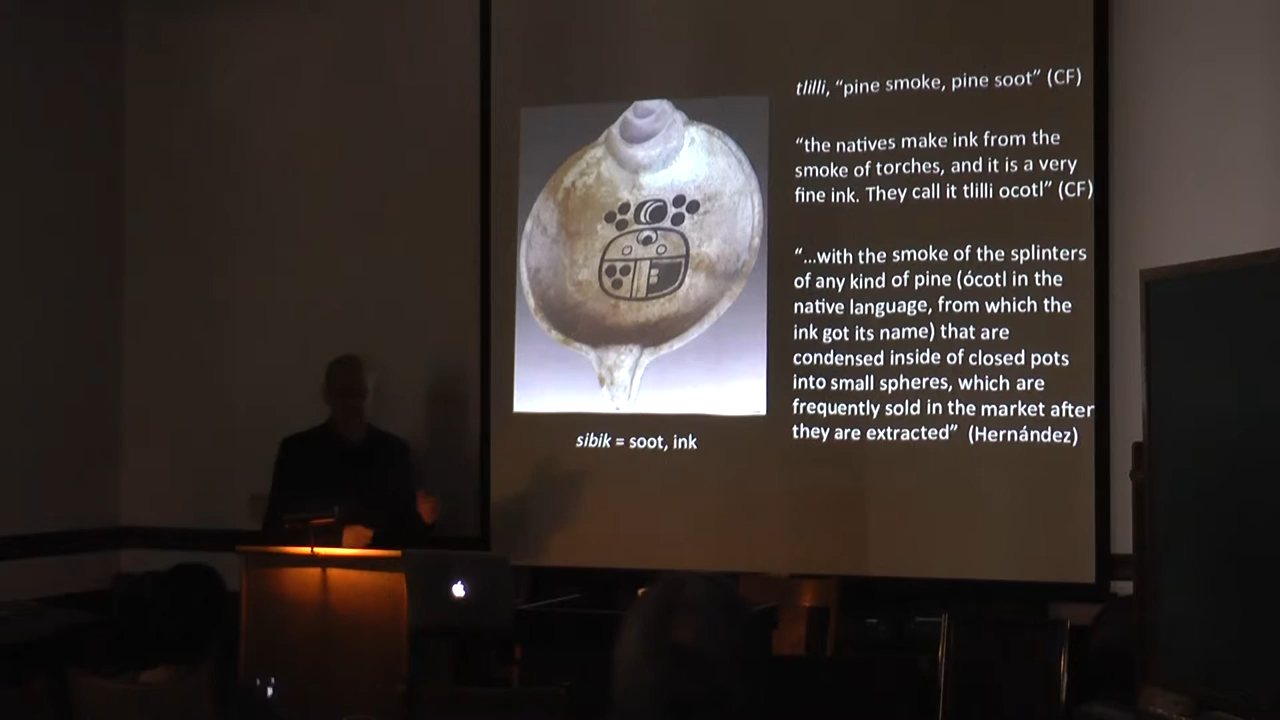 tlilli, “pine smoke, pine soot” (CF)
“the natives make ink from the
smoke of torches, and it is a very
fine ink. They call it tlilli ocotl” (CF)
“...with the smoke of the splinters
of any kind of pine (ócotl in the
native language, from which the
ink got its name) that are
condensed inside of closed pots
into small spheres, which are
frequently sold in the market after
they are extracted” (Hernández)
sibik = soot, ink